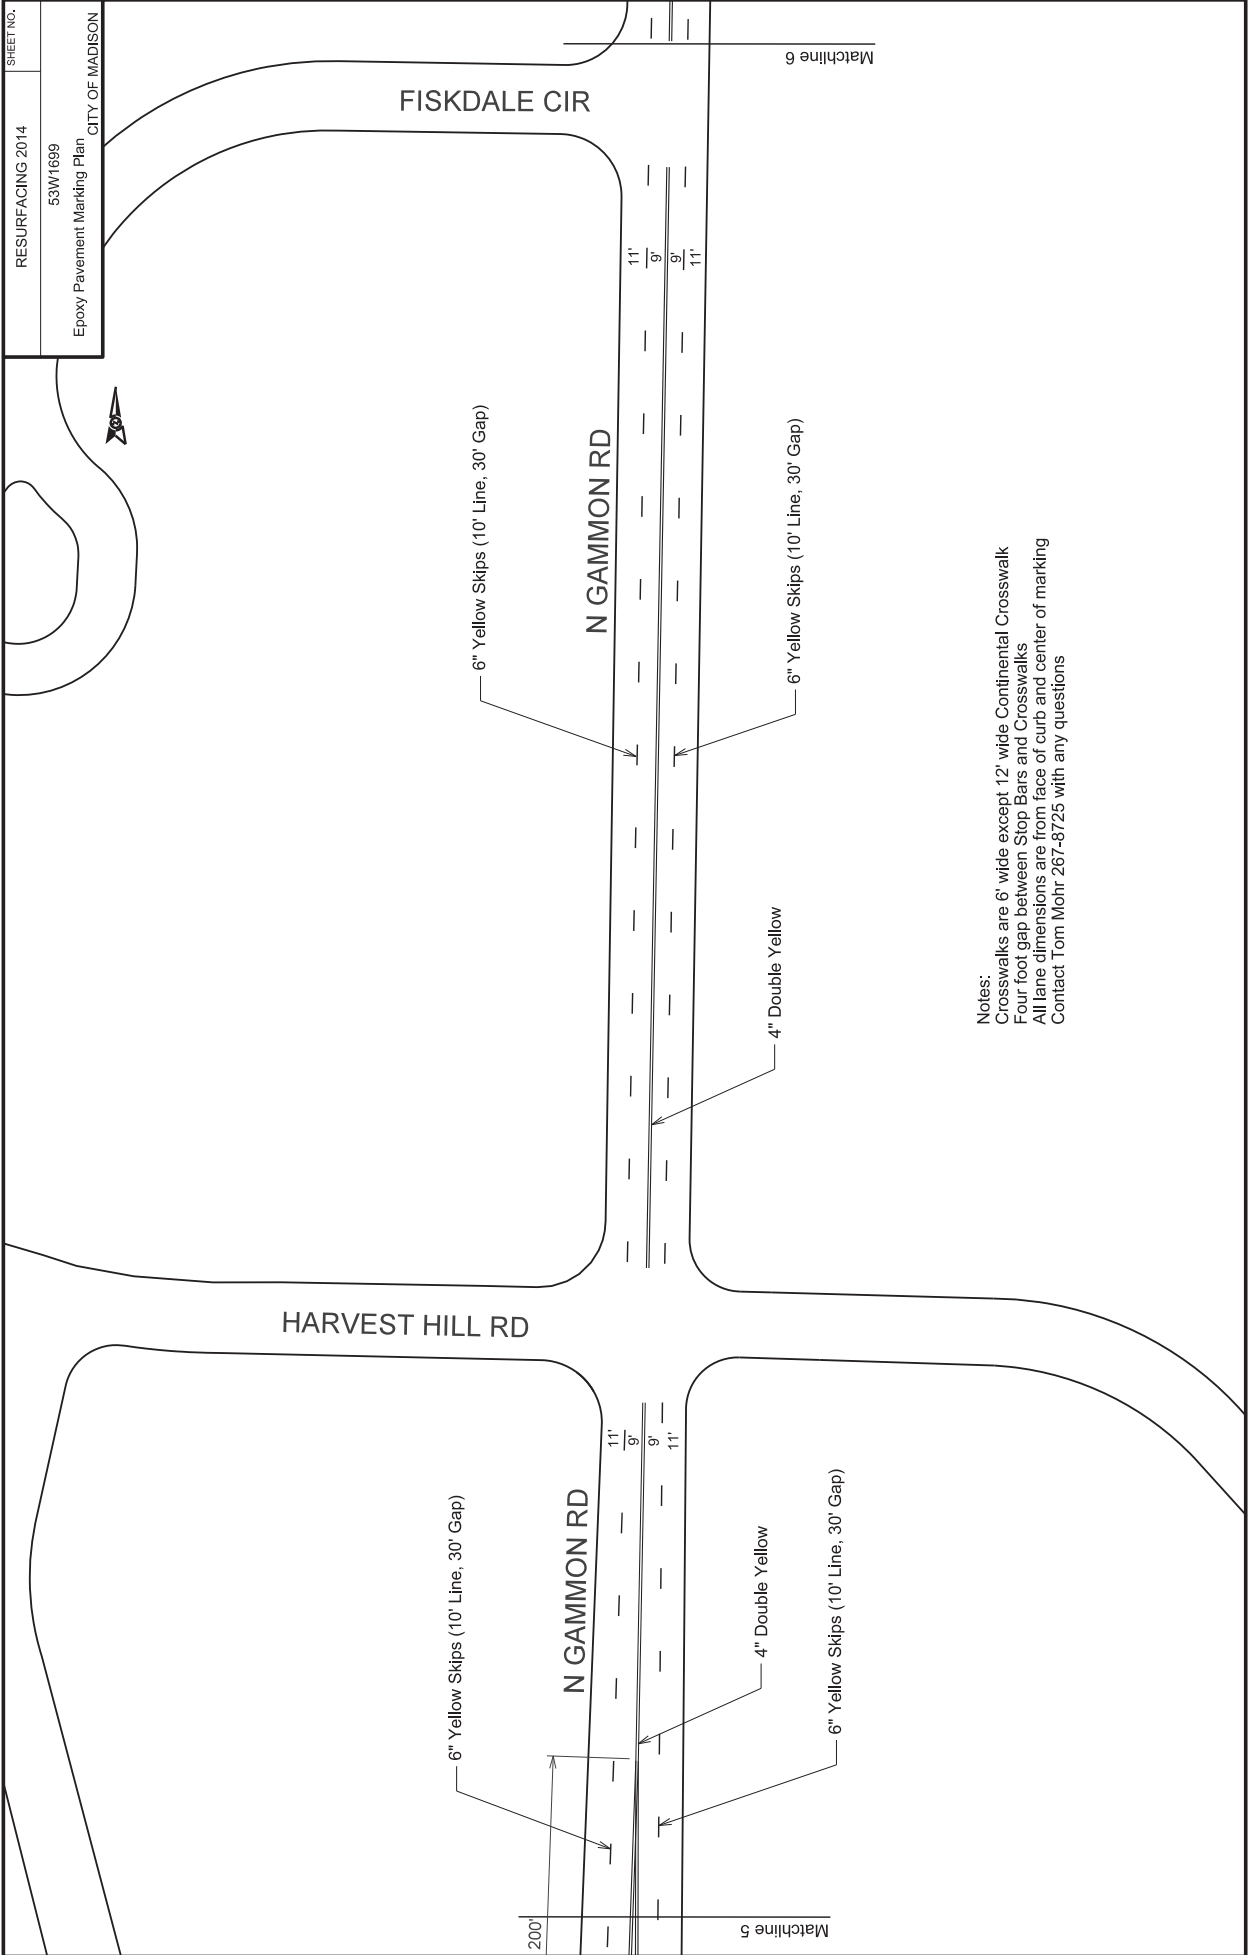 SHEET NO.
RESURFACING 2014
53W1699
Epoxy Pavement Marking Plan
CITY OF MADISON
Matchline 6
FISKDALE CIR
11'
9'
9'
11'
6" Yellow Skips (10' Line, 30' Gap)
N GAMMON RD
6" Yellow Skips (10' Line, 30' Gap)
4" Double Yellow
Notes:
Crosswalks are 6' wide except 12' wide Continental Crosswalk
Four foot gap between Stop Bars and Crosswalks
All lane dimensions are from face of curb and center of marking
Contact Tom Mohr 267-8725 with any questions
HARVEST HILL RD
11'
9'
9'
11'
6" Yellow Skips (10' Line, 30' Gap)
N GAMMON RD
4" Double Yellow
6" Yellow Skips (10' Line, 30' Gap)
200'
Matchline 5